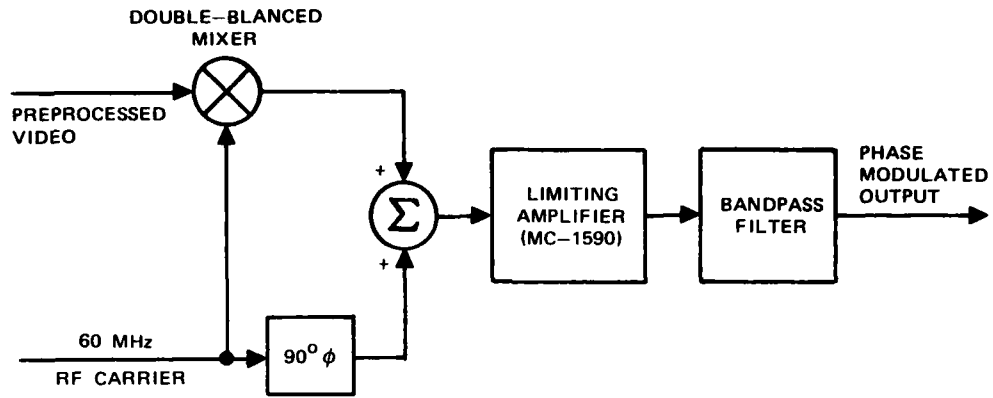 DOUBLE-BLANCED
MIXER
PREPROCESSED
VIDEO
+
Σ
+
60 MHz
RF CARRIER
90° φ
LIMITING
AMPLIFIER
(MC-1590)
BANDPASS
FILTER
PHASE
MODULATED
OUTPUT